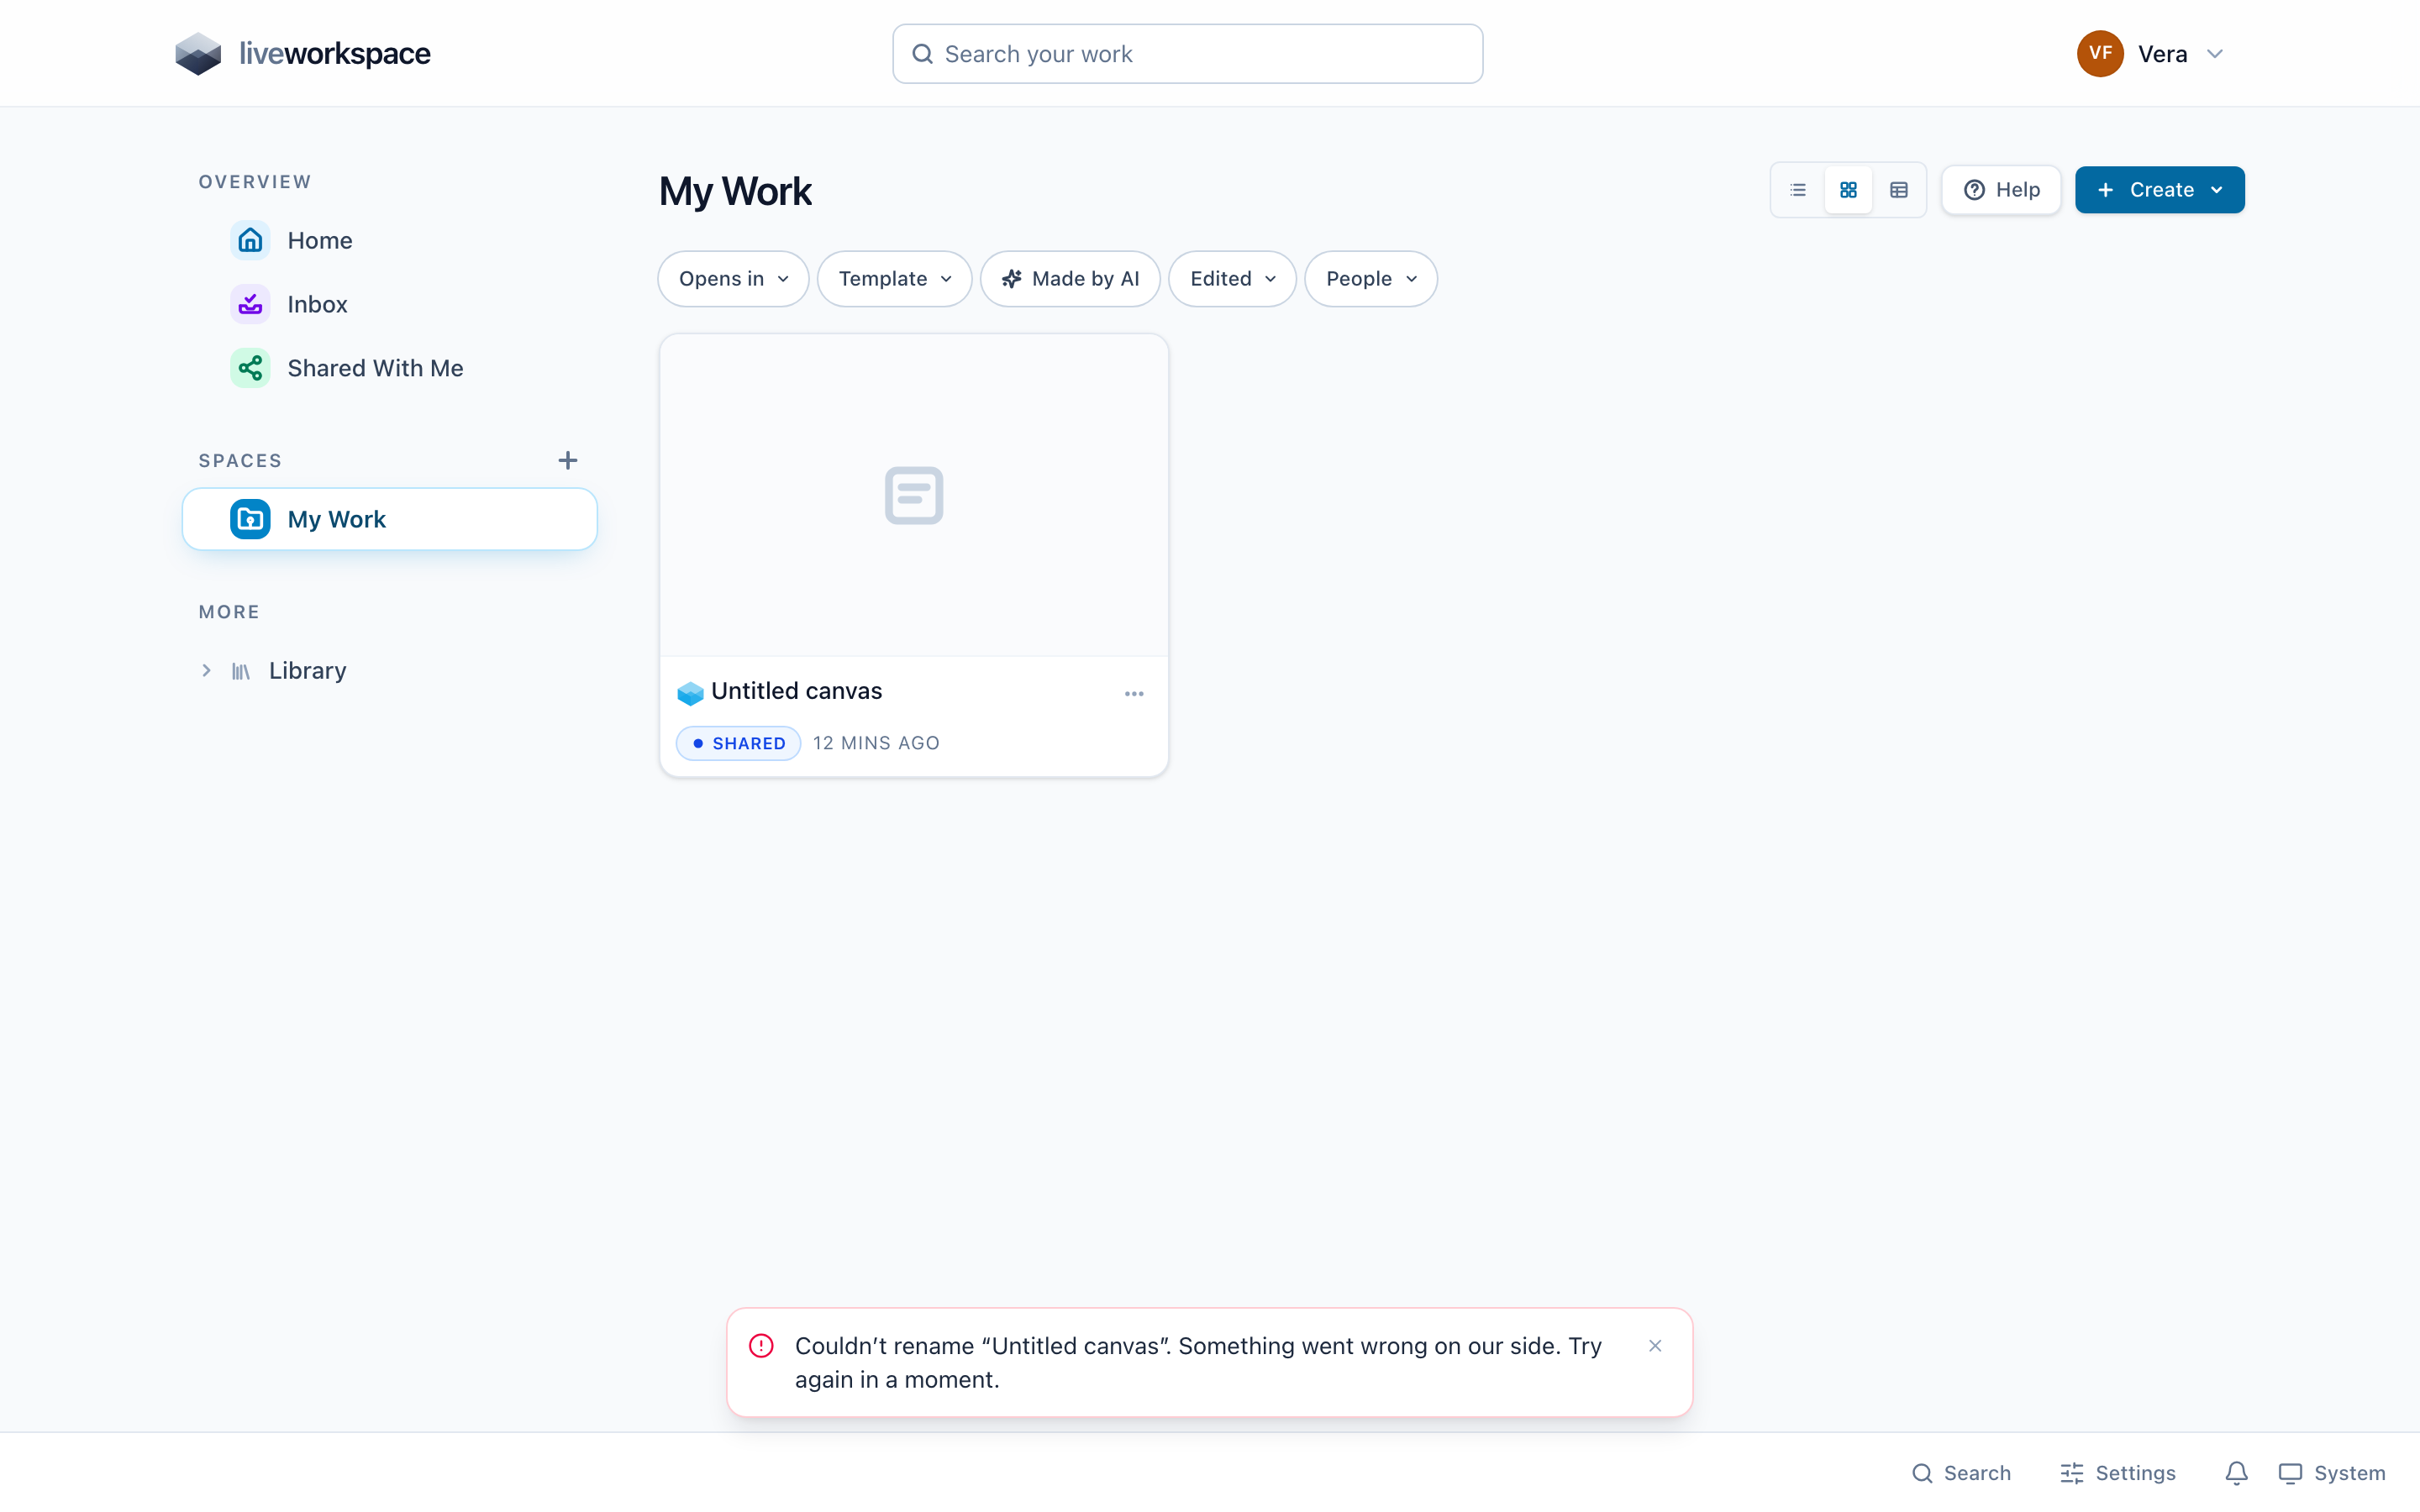 liveworkspace
Search your work
VF
Vera
OVERVIEW
Home
Inbox
Shared With Me
SPACES
My Work
MORE
Library
My Work
Help
Create
Opens in
Template
Made by AI
Edited
People
Untitled canvas
SHARED
12 MINS AGO
Couldn’t rename “Untitled canvas”. Something went wrong on our side. Try
again in a moment.
Search
Settings
System